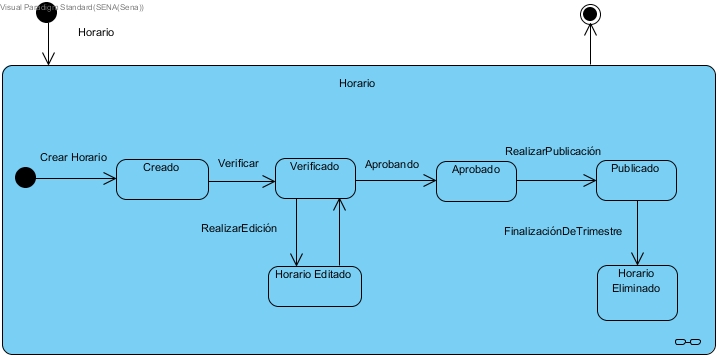 Visual Paradigm Standard(SENA(Sena))
Horario
Horario
Crear Horario
Creado
Verificar
Verificado
Aprobando
Aprobado
RealizarPublicación
Publicado
RealizarEdición
FinalizaciónDeTrimestre
Horario Editado
Horario
Eliminado